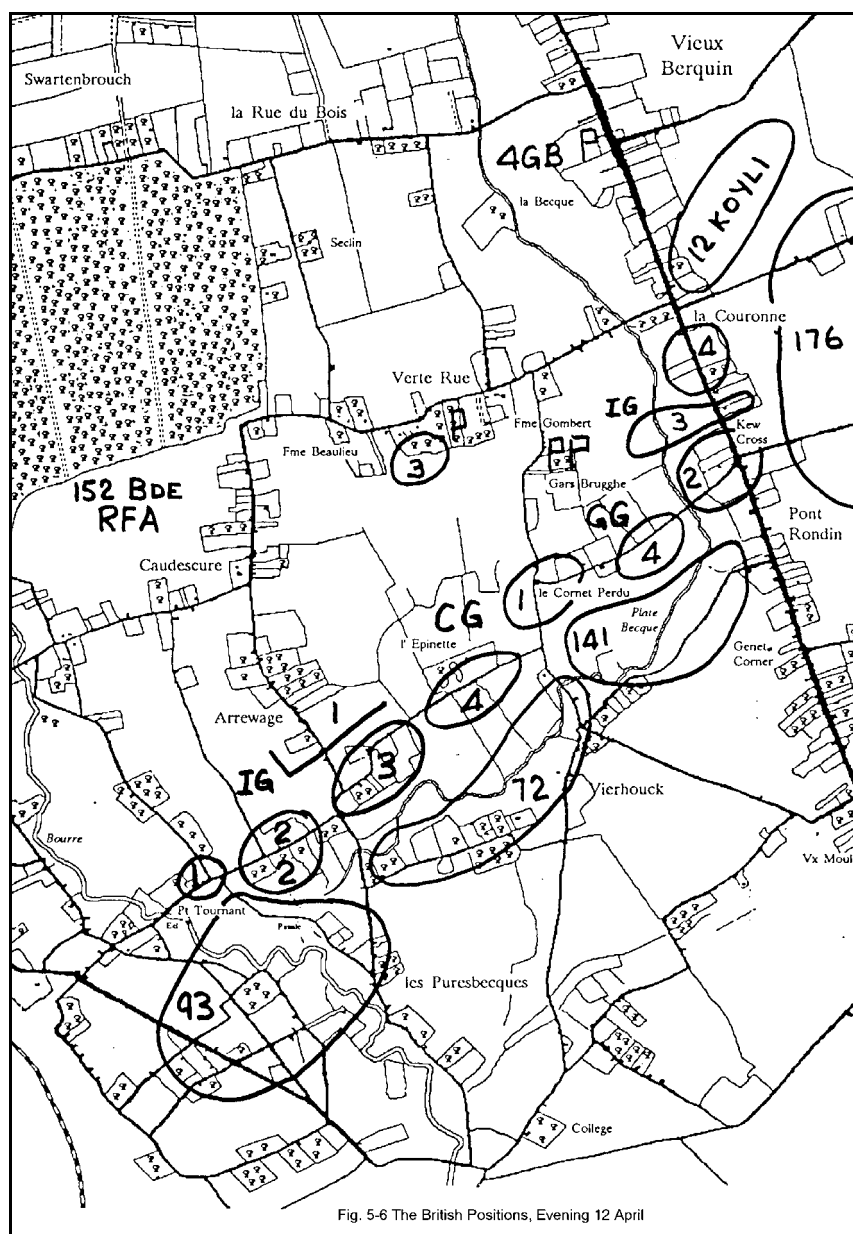 Vieux
Berquin
Swartenbrouch
la Rue du Bois
4GB
la Becque
12 KOYLI
Seclin
la Couronne
4
176
Verte Rue
IG
3
Kew
Cross
Fme Gombert
Fme Beaulieu
3
2
Gars Brugghe
152 BDE
RFA
GG
4
Pont
Rondin
Caudescure
1
le Cornet Perdu
CG
Plate
Becque
l' Epinette
141
Genet
Corner
4
Arrewage
1
3
IG
72
Vierhouck
Bourre
2
2
Vx Moul
1
Pt Tournant
les Puresbecques
93
College
Fig. 5-6 The British Positions, Evening 12 April